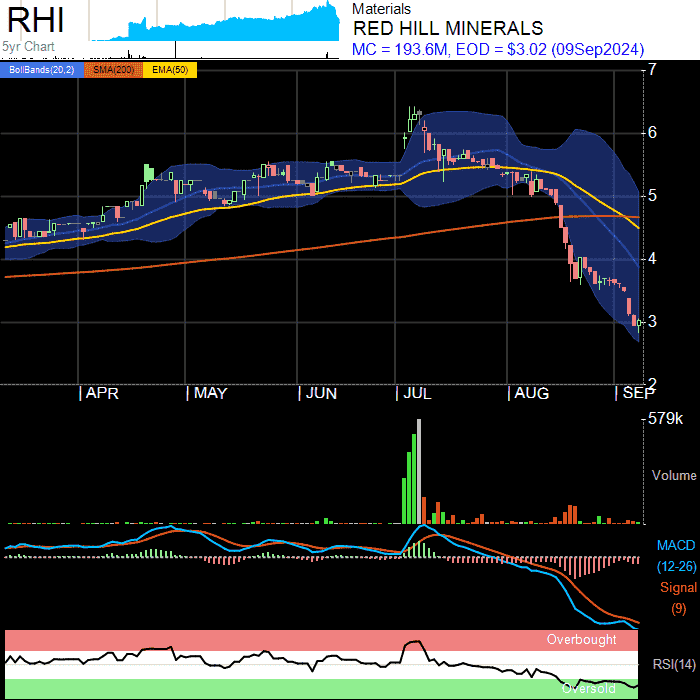 RHI
5yr Chart
Materials
RED HILL MINERALS
MC = 193.6M, EOD = $3.02 (09Sep2024)
BollBands(20,2) SMA(200) EMA(50)
7
6
5
4
3
2
APR MAY JUN JUL AUG SEP
579k
Volume
MACD
(12-26)
Signal
(9)
Overbought
RSI(14)
Oversold